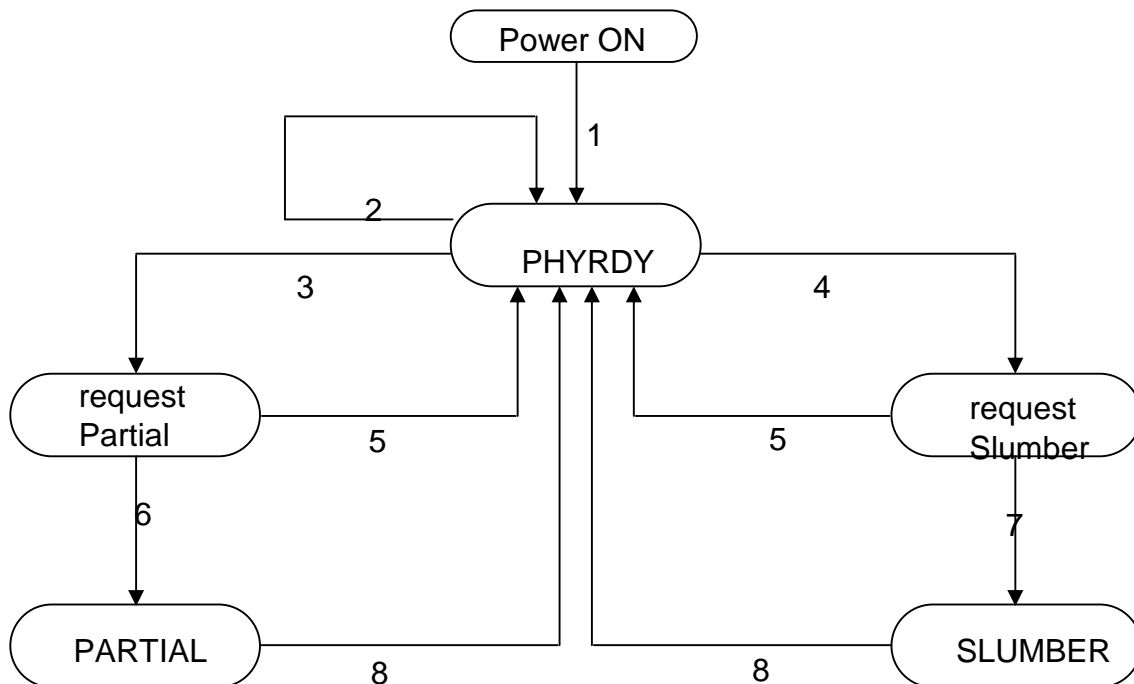 Power ON
1
2
PHYRDY
3
4
request
Partial
request
Slumber
5
5
6
7
PARTIAL
SLUMBER
8
8